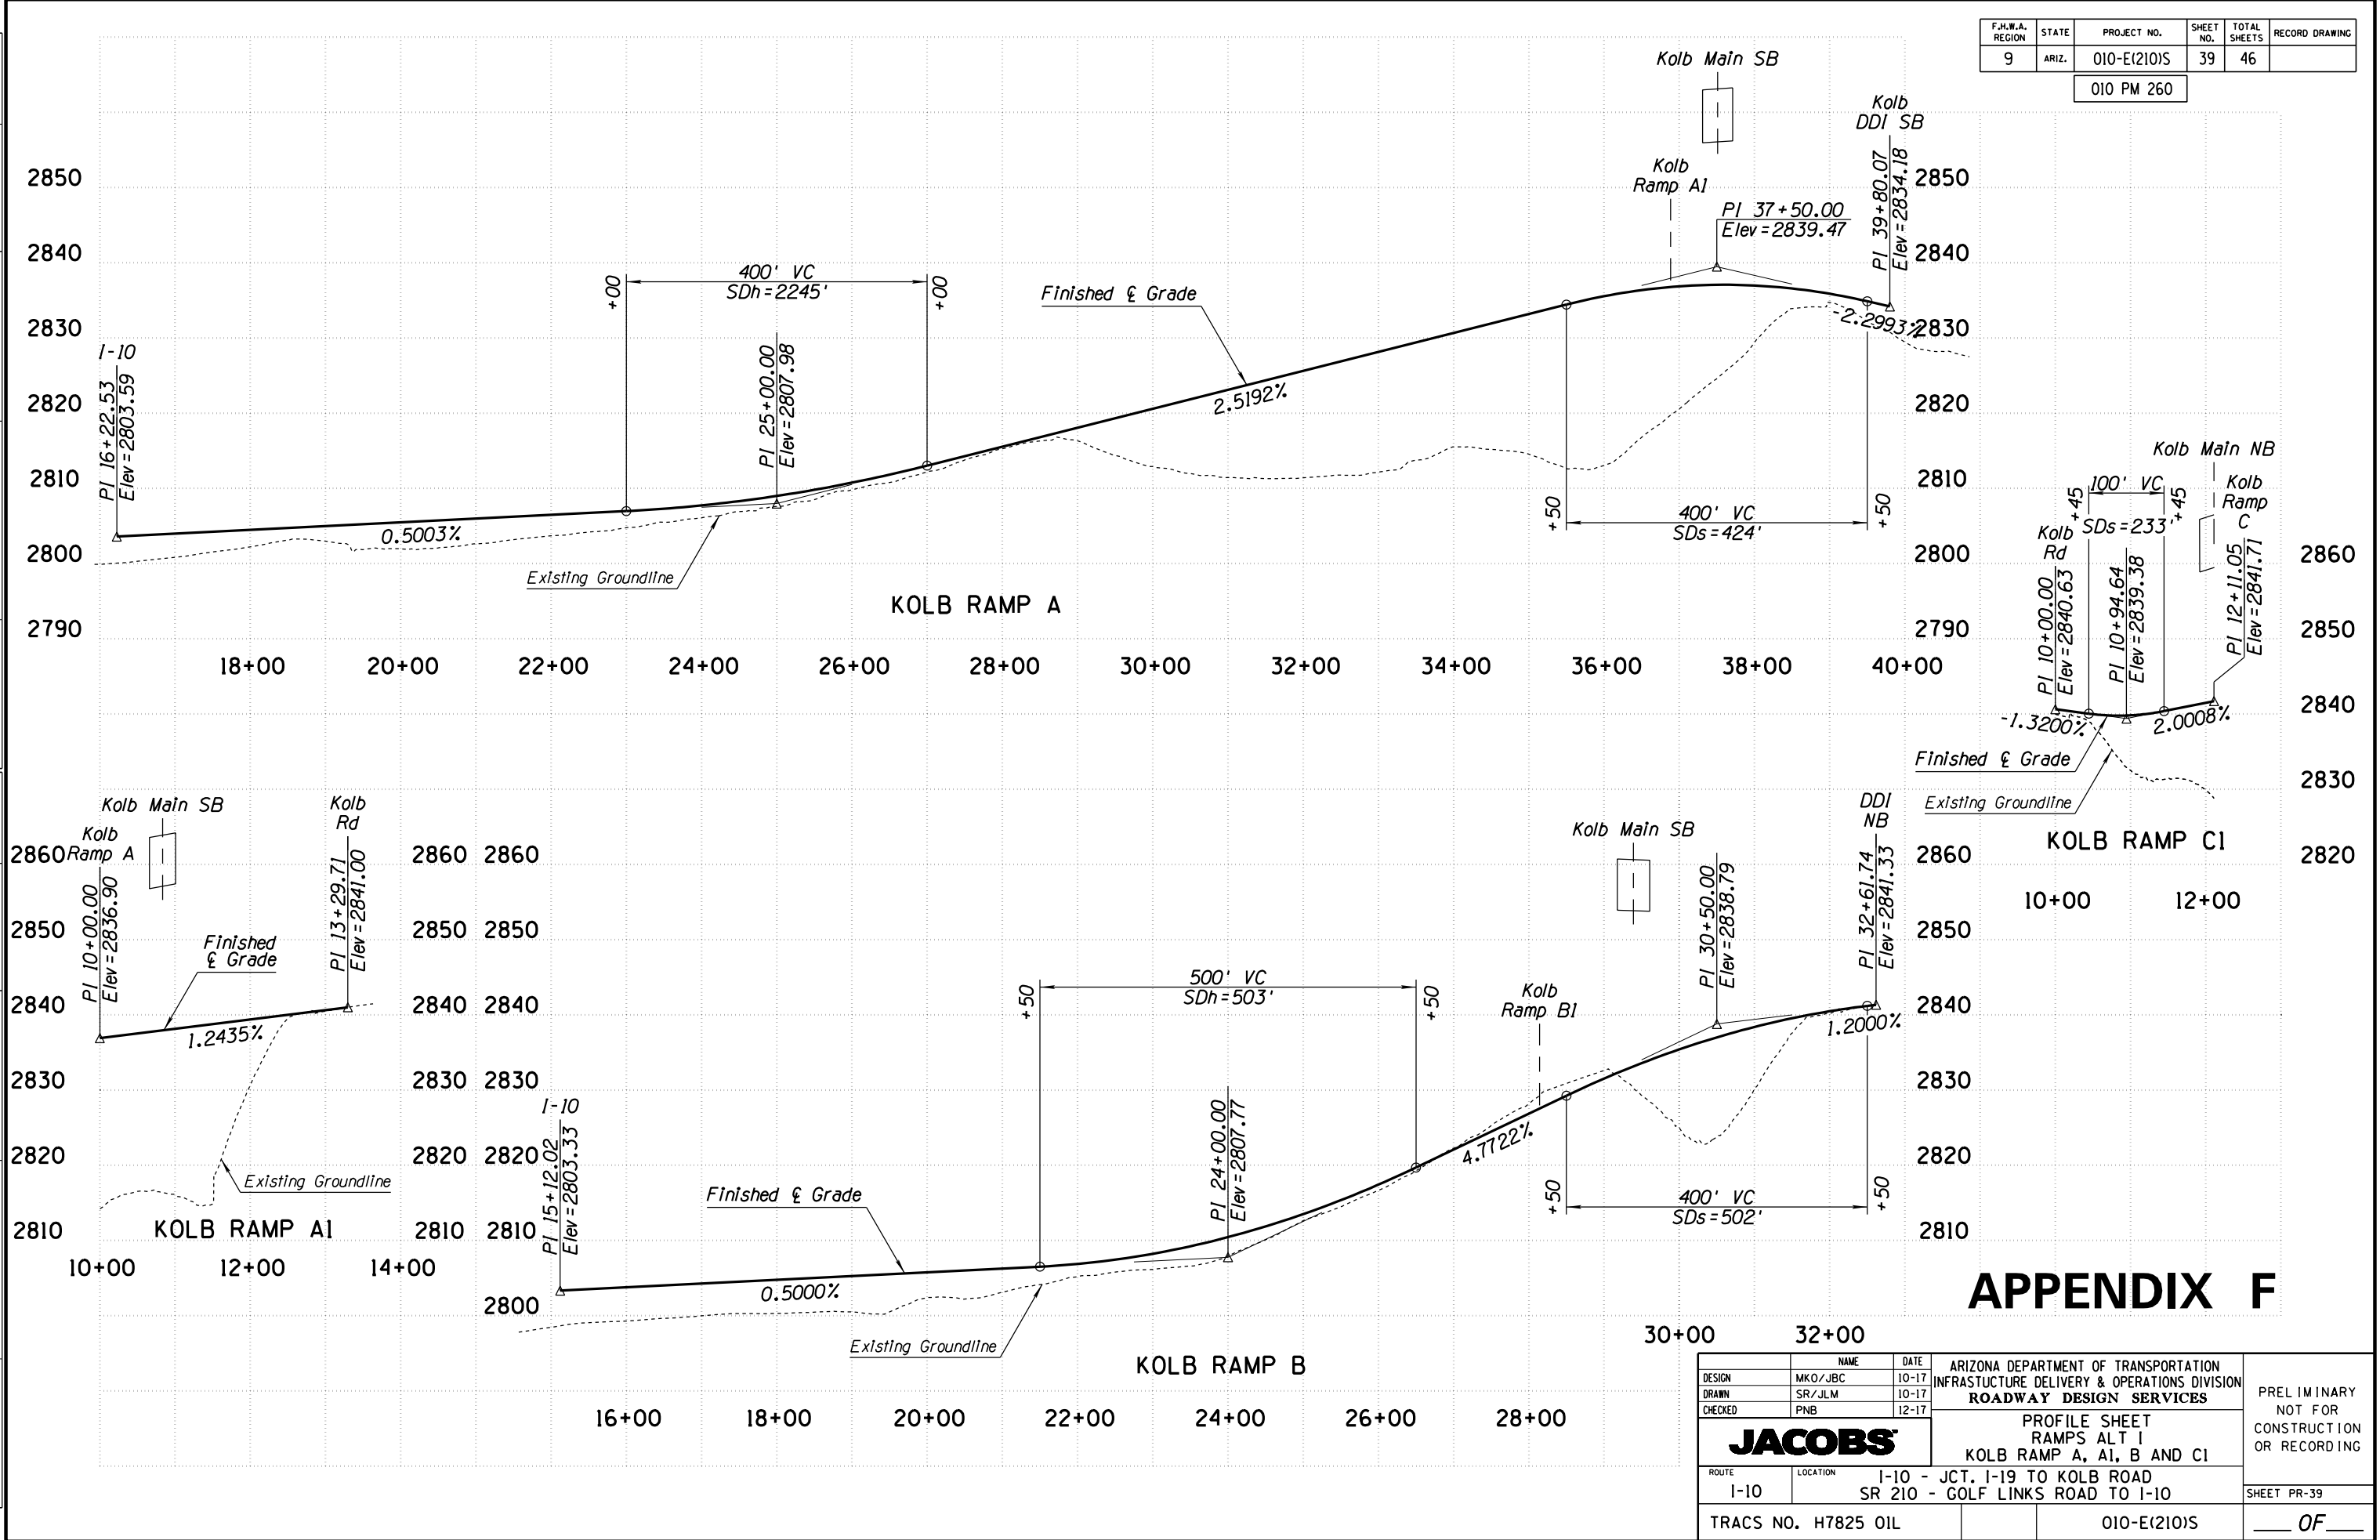 F.H.W.A. REGION STATE PROJECT NO. SHEET NO. TOTAL SHEETS RECORD DRAWING
9 ARIZ. 010-E(210)S 39 46
010 PM 260
Kolb Main SB
Kolb
DDI SB
PI 39+80.07
Elev=2834.18
Kolb
Ramp A1
PI 37+50.00
Elev=2839.47
2850 2850
2840 2840
2830 2830
2820 2820
2810 2810
2800 2800
2790 2790
+00
400' VC
SDh=2245'
+00
Finished ℄ Grade
-2.2993%
I-10
PI 16+22.53
Elev=2803.59
PI 25+00.00
Elev=2807.98
2.5192%
0.5003%
+50
400' VC
SDs=424'
+50
Existing Groundline
KOLB RAMP A
18+00 20+00 22+00 24+00 26+00 28+00 30+00 32+00 34+00 36+00 38+00 40+00
Kolb Main NB
Kolb
Ramp
C
+45
100' VC
+45
SDs=233'
Kolb
Rd
PI 10+00.00
Elev=2840.63
PI 10+94.64
Elev=2839.38
PI 12+11.05
Elev=2841.71
2860
2850
2840
2830
2820
-1.3200%
2.0008%
Finished ℄ Grade
Existing Groundline
KOLB RAMP C1
10+00 12+00
Kolb Main SB
Kolb
Ramp A
Kolb
Rd
PI 10+00.00
Elev=2836.90
PI 13+29.71
Elev=2841.00
2860 2860
2850 2850
2840 2840
2830 2830
2820 2820
2810 2810
Finished
℄ Grade
1.2435%
Existing Groundline
KOLB RAMP A1
10+00 12+00 14+00
2860 2860
2850 2850
2840 2840
2830 2830
2820 2820
2810 2810
2800
Kolb Main SB
DDI
NB
PI 32+61.74
Elev=2841.33
PI 30+50.00
Elev=2838.79
+50
500' VC
SDh=503'
+50
Kolb
Ramp B1
1.2000%
I-10
PI 15+12.02
Elev=2803.33
PI 24+00.00
Elev=2807.77
4.7722%
+50
400' VC
SDs=502'
+50
Finished ℄ Grade
0.5000%
Existing Groundline
KOLB RAMP B
30+00 32+00
16+00 18+00 20+00 22+00 24+00 26+00 28+00
APPENDIX F
NAME DATE
DESIGN MKO/JBC 10-17
DRAWN SR/JLM 10-17
CHECKED PNB 12-17
ARIZONA DEPARTMENT OF TRANSPORTATION
INFRASTUCTURE DELIVERY & OPERATIONS DIVISION
ROADWAY DESIGN SERVICES
PRELIMINARY
NOT FOR
CONSTRUCTION
OR RECORDING
JACOBS
PROFILE SHEET
RAMPS ALT 1
KOLB RAMP A, A1, B AND C1
ROUTE
I-10
LOCATION
I-10 - JCT. I-19 TO KOLB ROAD
SR 210 - GOLF LINKS ROAD TO I-10
SHEET PR-39
TRACS NO. H7825 01L
010-E(210)S
OF